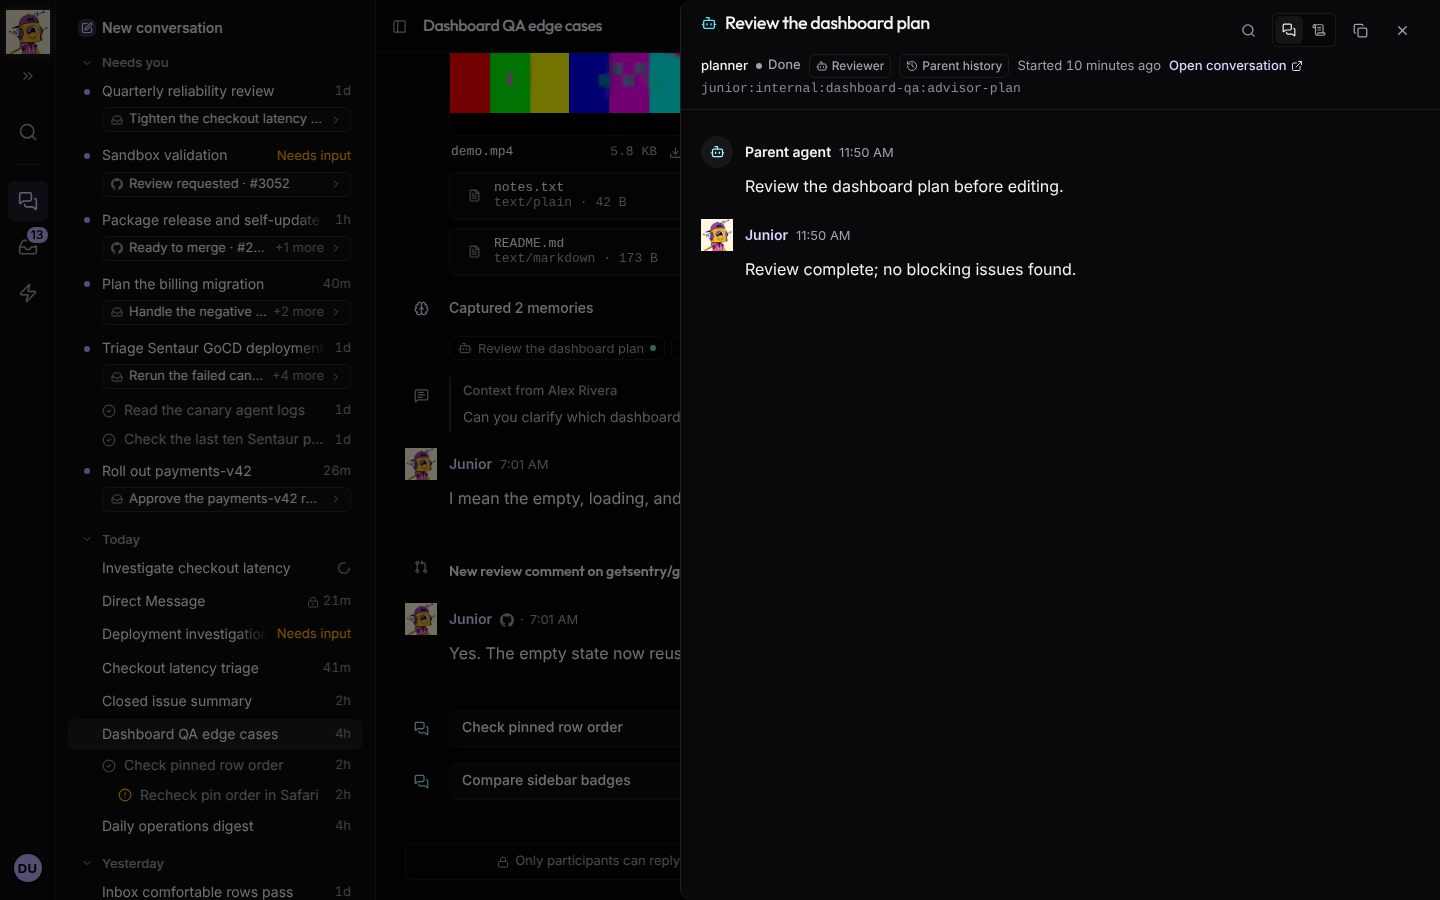 New conversation
Needs you
Quarterly reliability review 1d
Tighten the checkout latency ...
Sandbox validation Needs input
Review requested · #3052
Package release and self-update 1h
Ready to merge · #2... +1 more
Plan the billing migration 40m
Handle the negative ... +2 more
Triage Sentaur GoCD deployment 1d
Rerun the failed can... +4 more
Read the canary agent logs 1d
Check the last ten Sentaur p... 1d
Roll out payments-v42 26m
Approve the payments-v42 r...
Today
Investigate checkout latency
Direct Message 21m
Deployment investigation Needs input
Checkout latency triage 41m
Closed issue summary 2h
Dashboard QA edge cases 4h
Check pinned row order 2h
Recheck pin order in Safari 2h
Daily operations digest 4h
Yesterday
Inbox comfortable rows pass 1d
13
DU
Dashboard QA edge cases
demo.mp4 5.8 KB
notes.txt
text/plain · 42 B
README.md
text/markdown · 173 B
Captured 2 memories
Review the dashboard plan
Context from Alex Rivera
Can you clarify which dashboard
Junior 7:01 AM
I mean the empty, loading, and
New review comment on getsentry/g
Junior · 7:01 AM
Yes. The empty state now reus
Check pinned row order
Compare sidebar badges
Only participants can reply
Review the dashboard plan
planner Done Reviewer Parent history Started 10 minutes ago Open conversation
junior:internal:dashboard-qa:advisor-plan
Parent agent 11:50 AM
Review the dashboard plan before editing.
Junior 11:50 AM
Review complete; no blocking issues found.